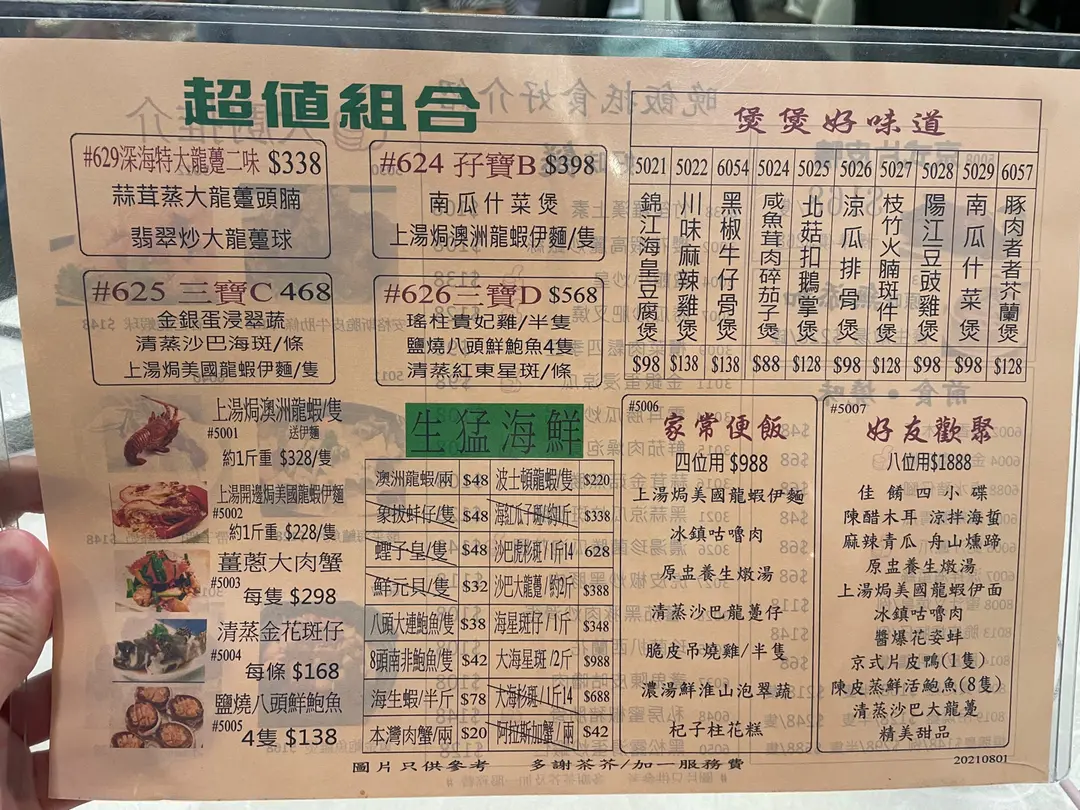 超值組合
#629深海特大龍躉二味 $338
蒜茸蒸大龍躉頭腩
翡翠炒大龍躉球
#624 孖寶B $398
南瓜什菜煲
上湯焗澳洲龍蝦伊麵/隻
#625 三寶C 468
金銀蛋浸翠蔬
清蒸沙巴海斑/條
上湯焗美國龍蝦伊麵/隻
#626三寶D $568
瑤柱貴妃雞/半隻
鹽燒八頭鮮鮑魚4隻
清蒸紅東星斑/條
煲煲好味道
5021 錦江海皇豆腐煲 $98
5022 川味麻辣雞煲 $138
6054 黑椒牛仔骨煲 $138
5024 咸魚茸肉碎茄子煲 $88
5025 北菇扣鵝掌煲 $128
5026 涼瓜排骨煲 $98
5027 枝竹火腩斑件煲 $128
5028 陽江豆豉雞煲 $98
5029 南瓜什菜煲 $98
6057 豚肉者者芥蘭煲 $128
上湯焗澳洲龍蝦/隻
#5001 送伊麵
約1斤重 $328/隻
上湯開邊焗美國龍蝦伊麵
#5002
約1斤重 $228/隻
薑蔥大肉蟹
#5003
每隻 $298
清蒸金花斑仔
#5004
每條 $168
鹽燒八頭鮮鮑魚
#5005
4隻 $138
生猛海鮮
澳洲龍蝦/兩 $48 波士頓龍蝦/隻 $220
象拔蚌仔/隻 $48 $338
蟶子皇/隻 $48 沙巴虎杉斑/1斤14 628
鮮元貝/隻 $32 沙巴大龍躉/約2斤 $388
八頭大連鮑魚/隻 $38 海星斑仔/1斤 $348
8頭南非鮑魚/隻 $42 大海星斑/2斤 $988
海生蝦/半斤 $78 大海杉斑/1斤14 $688
本灣肉蟹/兩 $20 阿拉斯加蟹/兩 $42
#5006
家常便飯
四位用 $988
上湯焗美國龍蝦伊麵
冰鎮咕嚕肉
原盅養生燉湯
清蒸沙巴龍躉仔
脆皮吊燒雞/半隻
濃湯鮮淮山泡翠蔬
杞子桂花糕
#5007
好友歡聚
八位用$1888
佳餚四小碟
陳醋木耳 涼拌海蜇
麻辣青瓜 舟山燻蹄
原盅養生燉湯
上湯焗美國龍蝦伊面
冰鎮咕嚕肉
醬爆花姿蚌
京式片皮鴨(1隻)
陳皮蒸鮮活鮑魚(8隻)
清蒸沙巴大龍躉
精美甜品
圖片只供參考 多謝茶芥/加一服務費
20210801